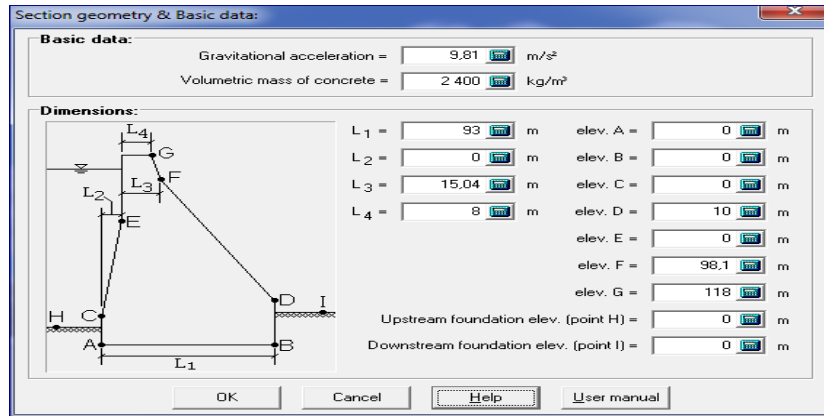 Section geometry & Basic data:
Basic data:
Gravitational acceleration = 9,81 m/s²
Volumetric mass of concrete = 2 400 kg/m³
Dimensions:
L1 = 93 m elev. A = 0 m
L2 = 0 m elev. B = 0 m
L3 = 15,04 m elev. C = 0 m
L4 = 8 m elev. D = 10 m
elev. E = 0 m
elev. F = 98,1 m
elev. G = 118 m
Upstream foundation elev. (point H) = 0 m
Downstream foundation elev. (point I) = 0 m
L4
G
L3
F
L2
E
D
I
H
C
A
B
L1
OK Cancel Help User manual